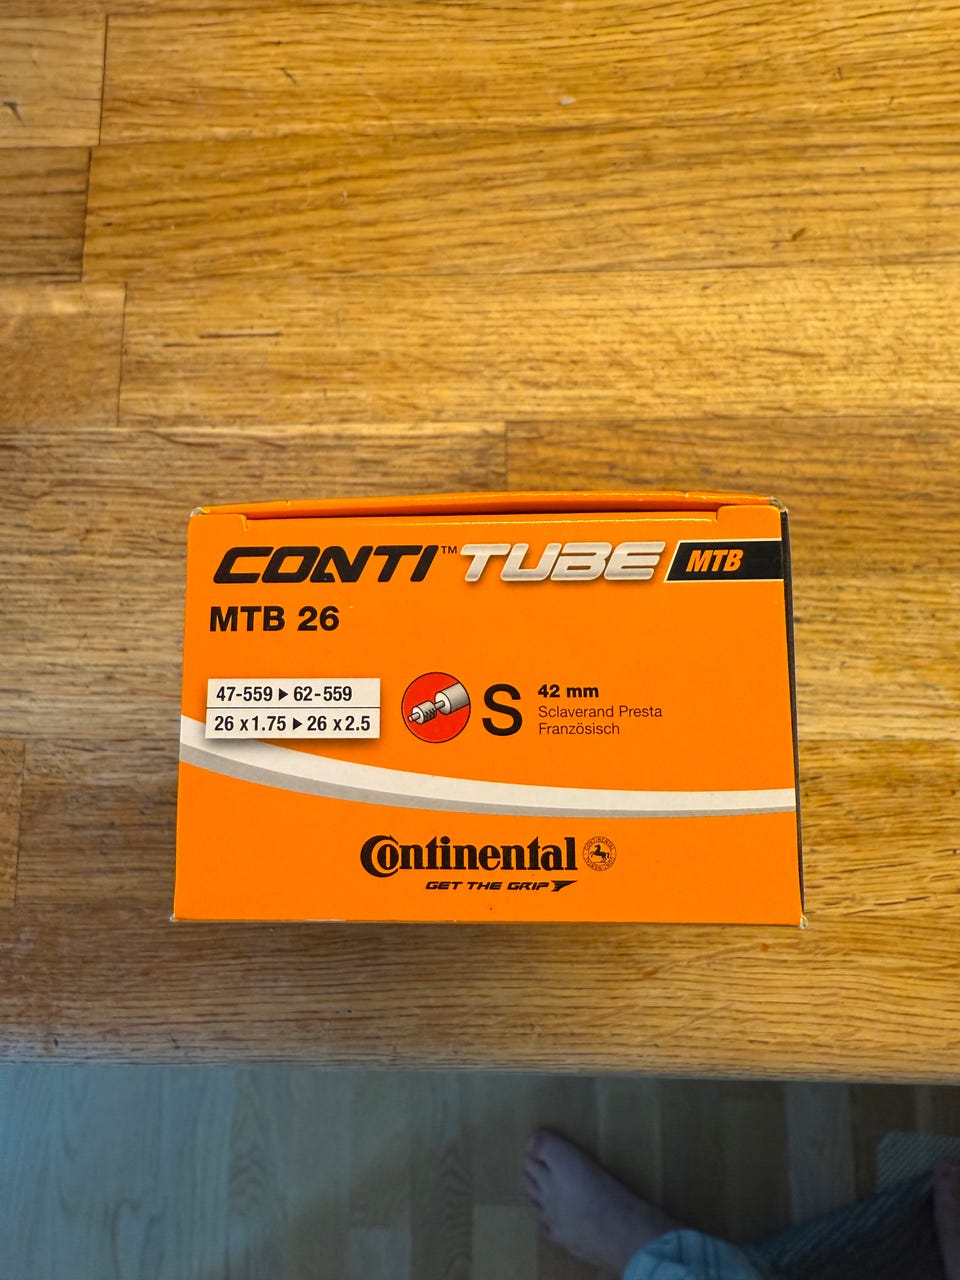 CONTI™ TUBE MTB
MTB 26
47-559 ▸ 62-559
26 x 1.75 ▸ 26 x 2.5
S
42 mm
Sclaverand Presta
Französisch
Continental
GET THE GRIP